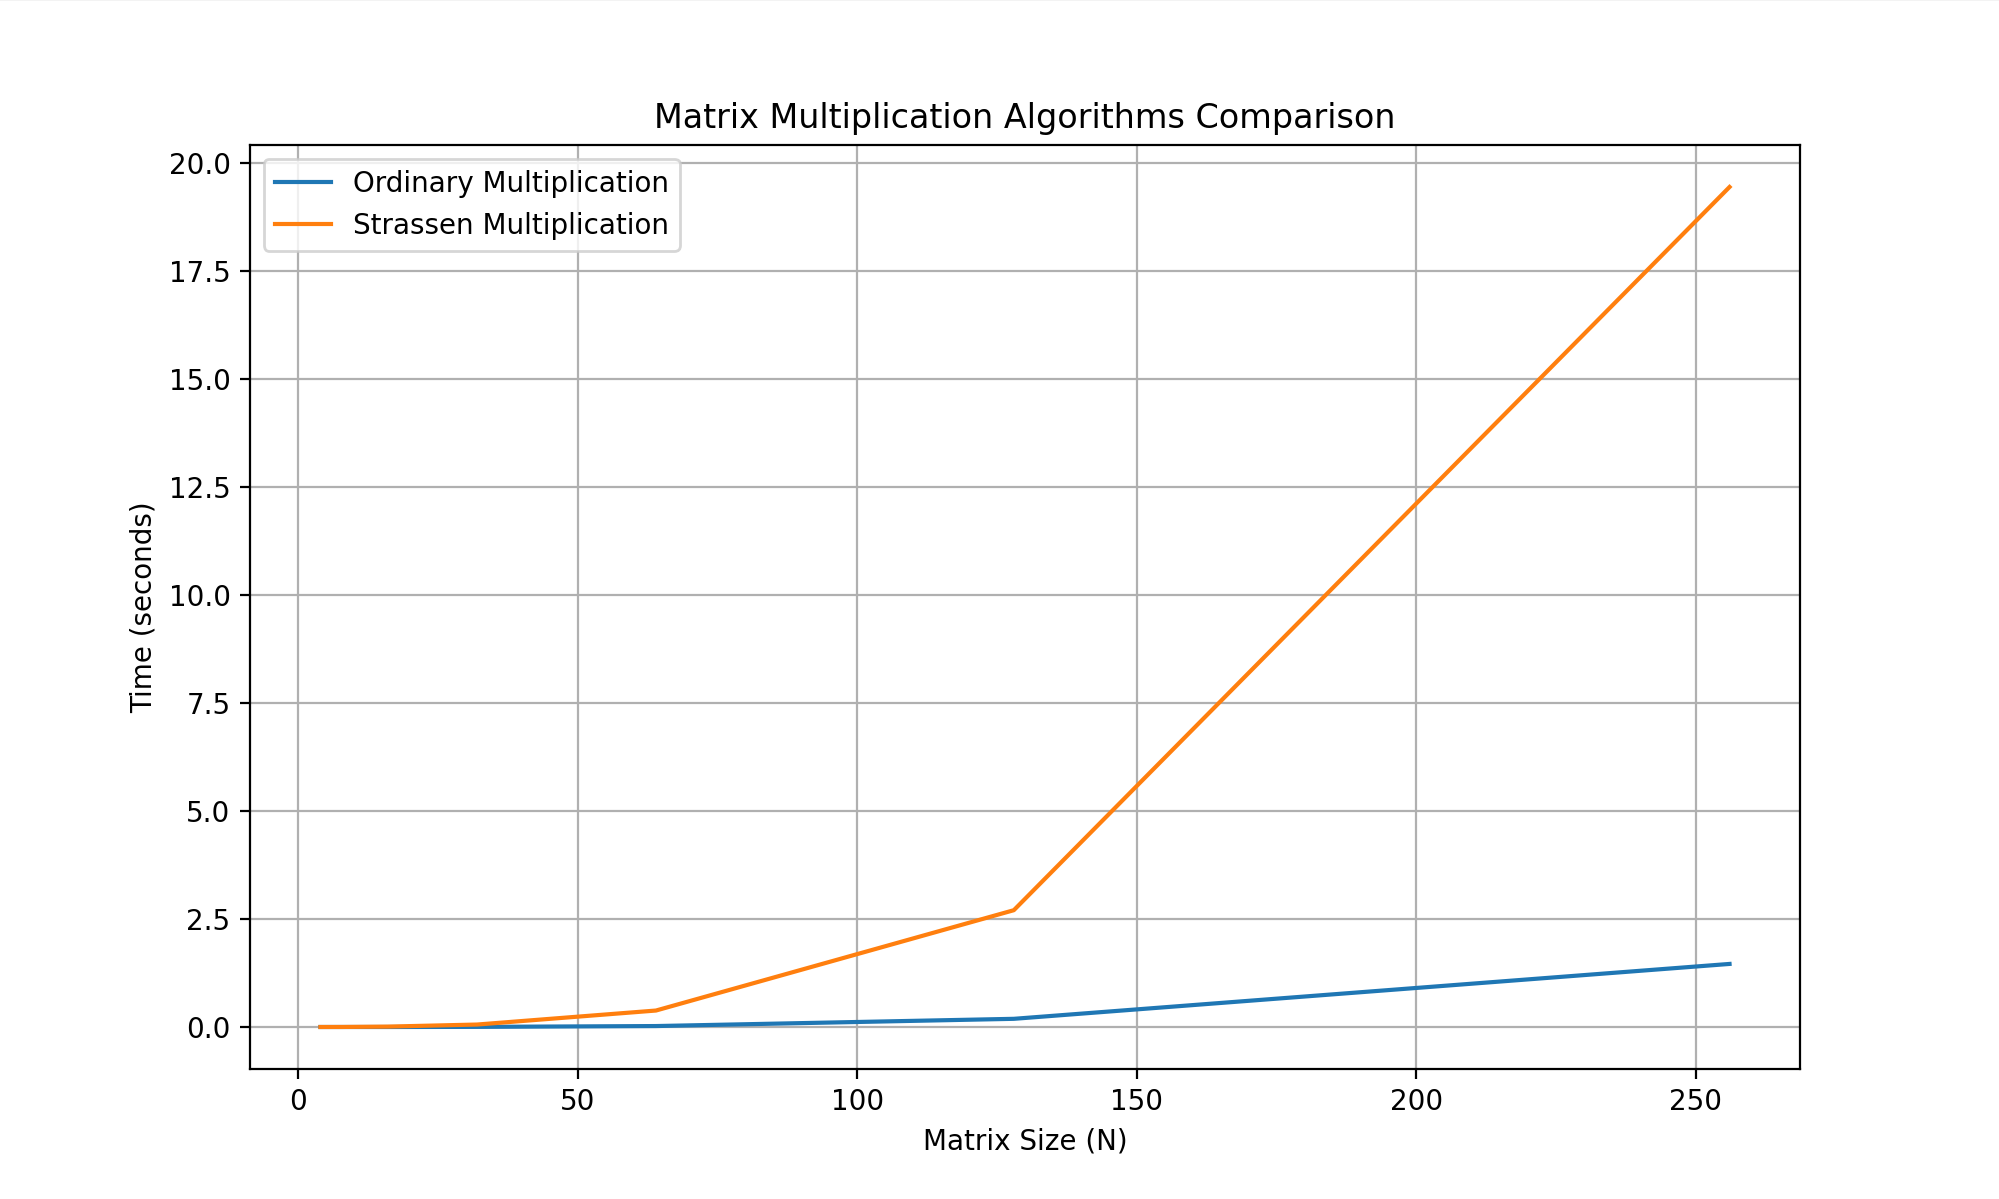 Matrix Multiplication Algorithms Comparison
Ordinary Multiplication
Strassen Multiplication
Time (seconds)
20.0
17.5
15.0
12.5
10.0
7.5
5.0
2.5
0.0
0 50 100 150 200 250
Matrix Size (N)